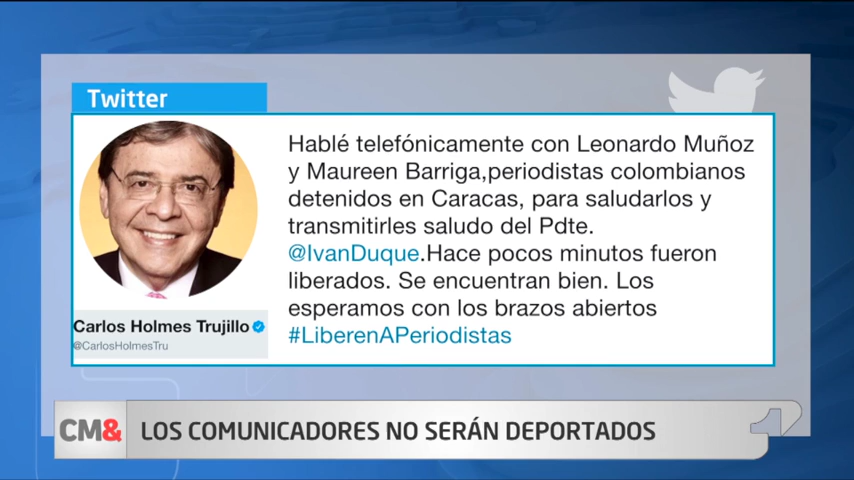 Twitter
Hablé telefónicamente con Leonardo Muñoz
y Maureen Barriga,periodistas colombianos
detenidos en Caracas, para saludarlos y
transmitirles saludo del Pdte.
@IvanDuque.Hace pocos minutos fueron
liberados. Se encuentran bien. Los
esperamos con los brazos abiertos
#LiberenAPeriodistas
Carlos Holmes Trujillo
@CarlosHolmesTru
CM& LOS COMUNICADORES NO SERÁN DEPORTADOS
1